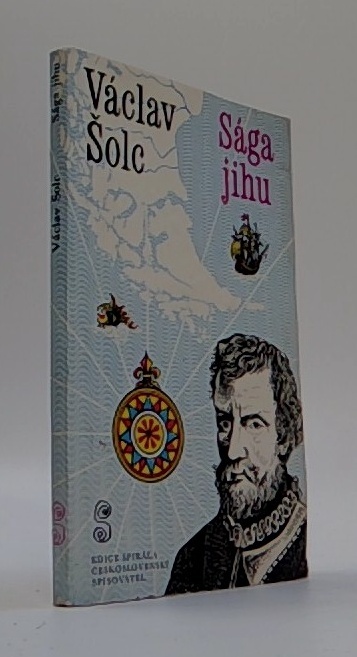 Václav
Šolc
Sága
jihu
EDICE SPIRÁLA
ČESKOSLOVENSKÝ
SPISOVATEL
Václav Šolc Sága jihu